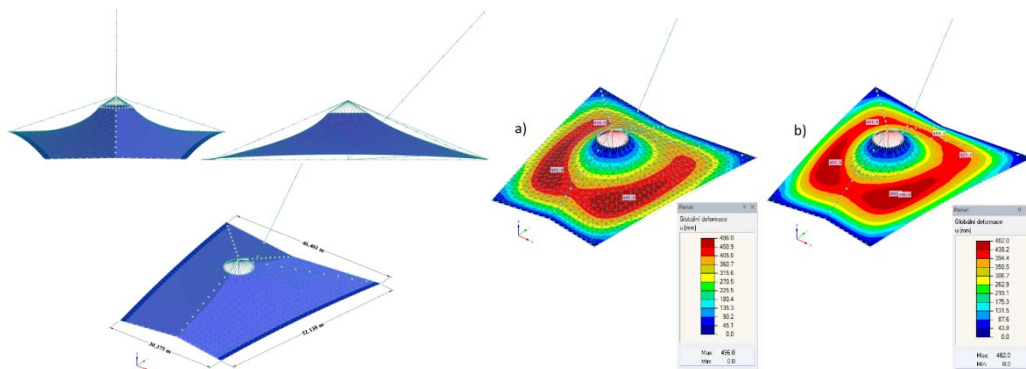 46.401 m
30.375 m
32.138 m
a)
Panel
Globální deformace
u [mm]
496.0
450.9
405.8
360.7
315.6
270.5
225.5
180.4
135.3
90.2
45.1
0.0
Max: 496.0
Min: 0.0
b)
Panel
Globální deformace
u [mm]
482.0
438.2
394.4
350.5
306.7
262.9
219.1
175.3
131.5
87.6
43.8
0.0
Max: 482.0
Min: 0.0